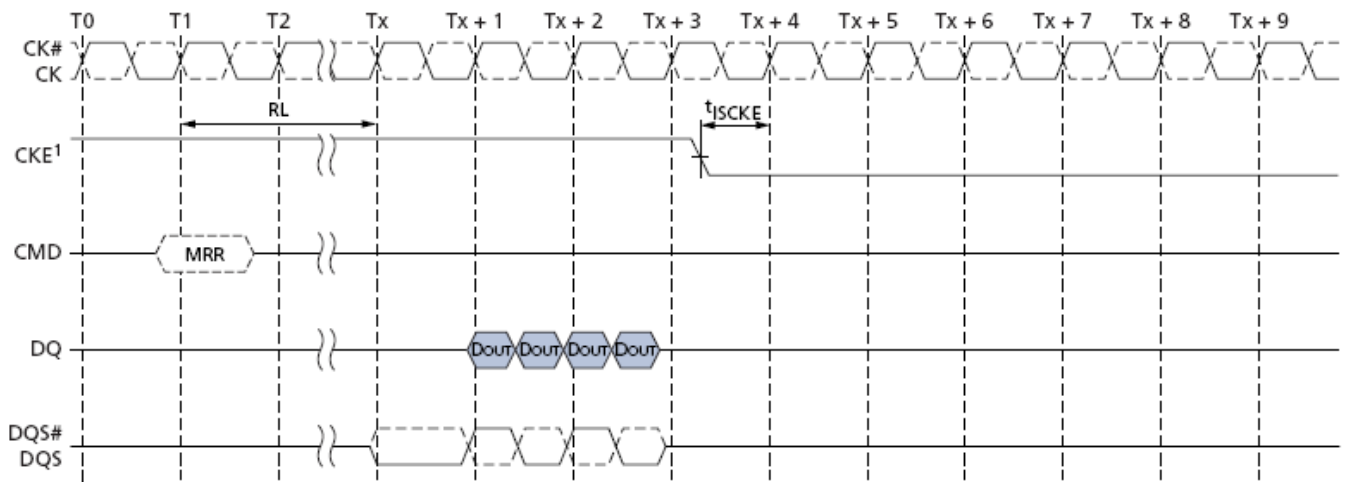 T0 T1 T2 Tx Tx + 1 Tx + 2 Tx + 3 Tx + 4 Tx + 5 Tx + 6 Tx + 7 Tx + 8 Tx + 9
CK#
CK
RL
tISCKE
CKE1
CMD
MRR
DQ
DOUT DOUT DOUT DOUT
DQS#
DQS